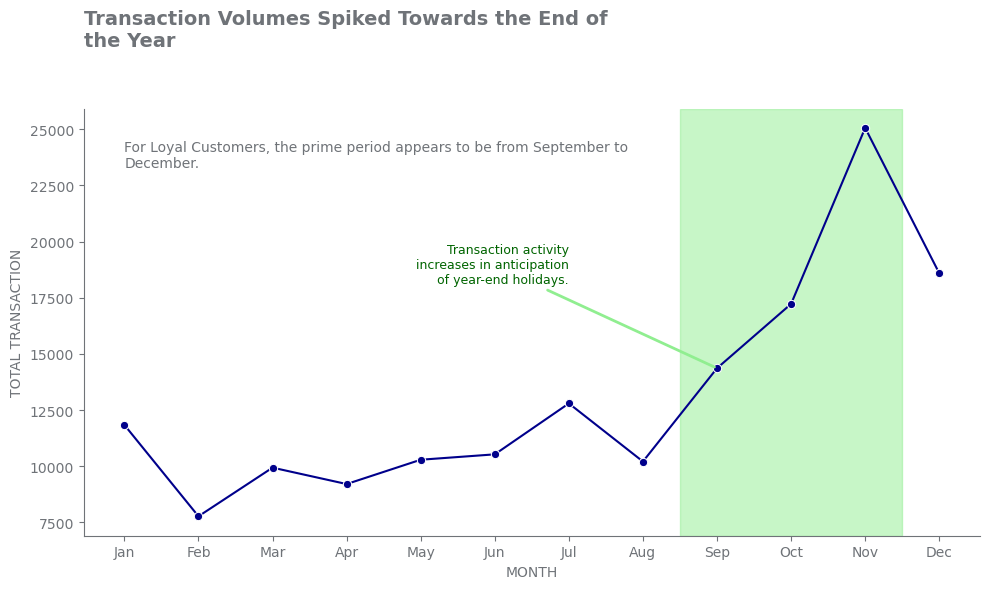 Transaction Volumes Spiked Towards the End of
the Year
For Loyal Customers, the prime period appears to be from September to
December.
Transaction activity
increases in anticipation
of year-end holidays.
TOTAL TRANSACTION
25000
22500
20000
17500
15000
12500
10000
7500
Jan Feb Mar Apr May Jun Jul Aug Sep Oct Nov Dec
MONTH